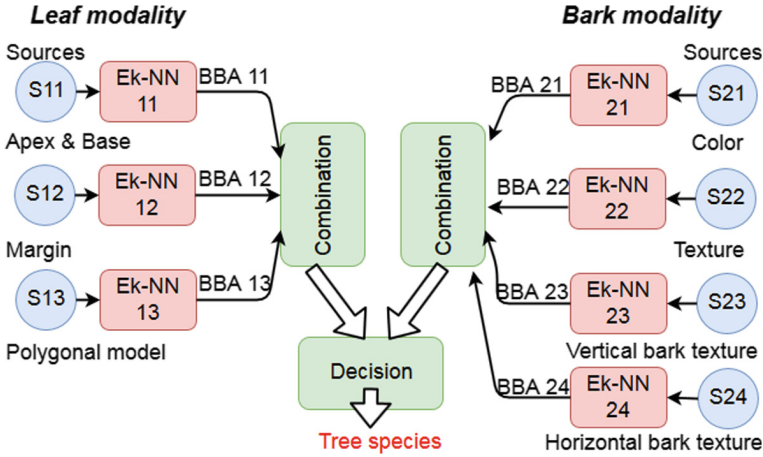 Leaf modality
Sources
S11
Ek-NN
11
BBA 11
Apex & Base
S12
Ek-NN
12
BBA 12
Margin
S13
Ek-NN
13
BBA 13
Polygonal model
Combination
Bark modality
Sources
BBA 21
Ek-NN
21
S21
Color
BBA 22
Ek-NN
22
S22
Texture
BBA 23
Ek-NN
23
S23
Vertical bark texture
BBA 24
Ek-NN
24
S24
Horizontal bark texture
Combination
Decision
Tree species